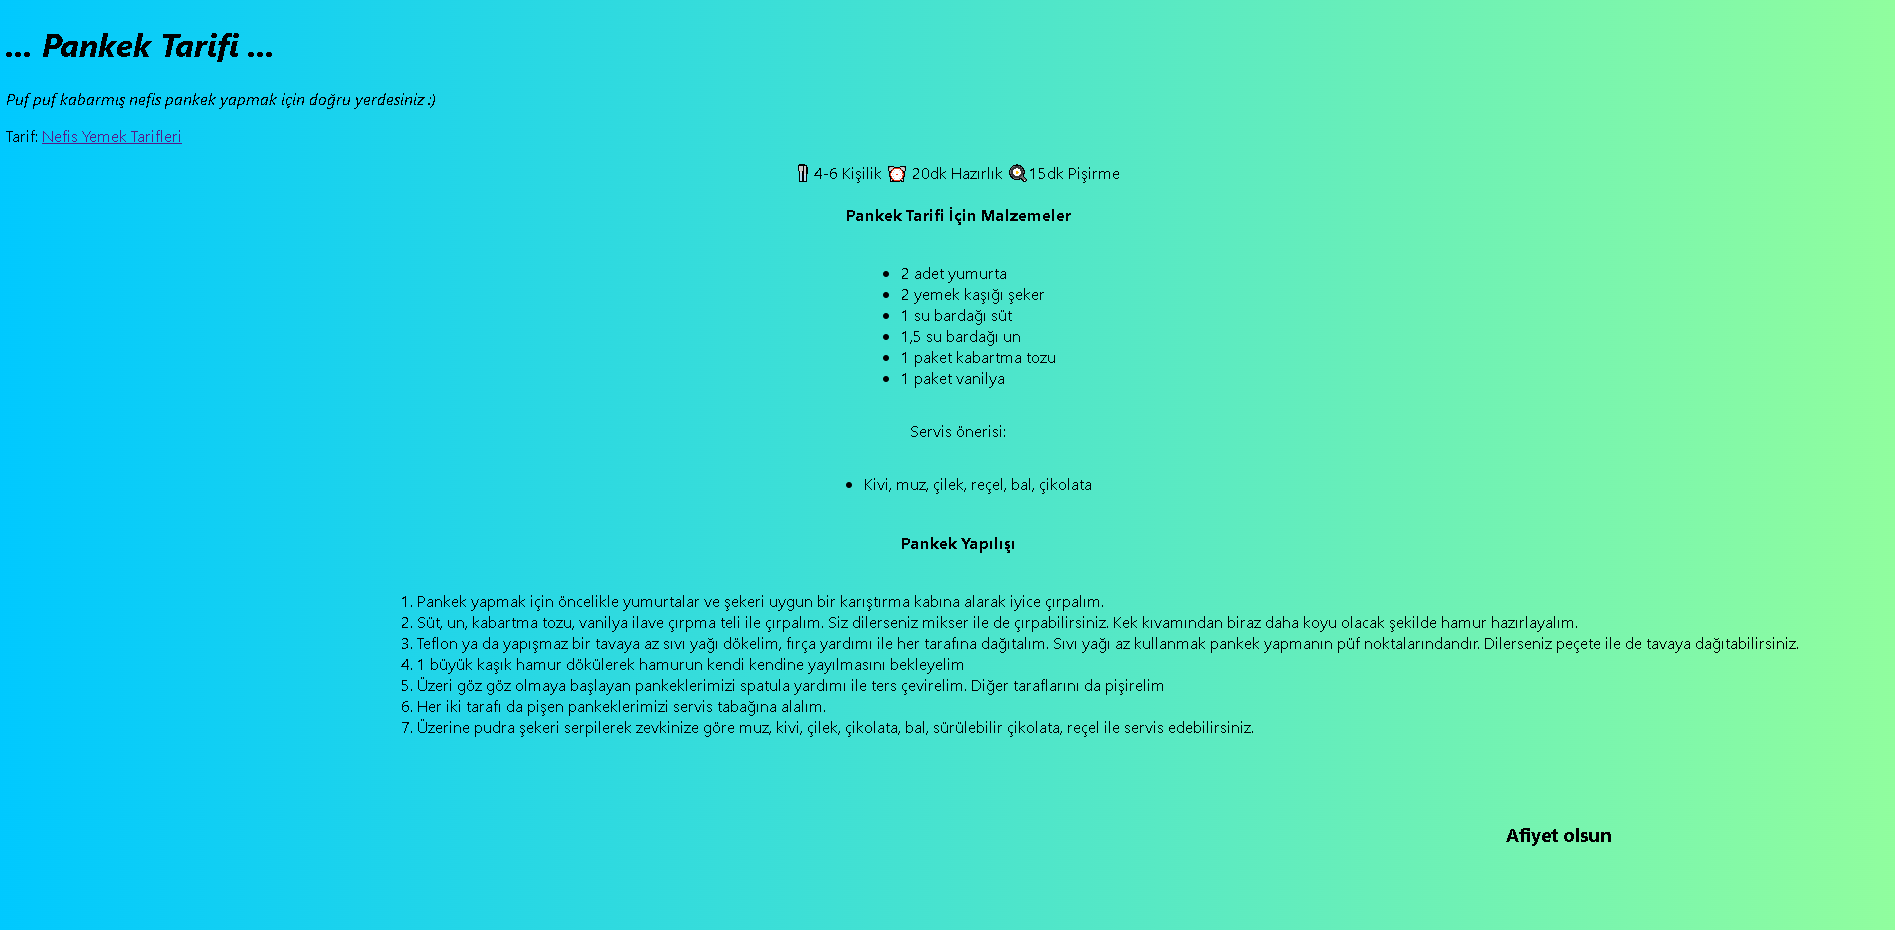 ... Pankek Tarifi ...
Puf puf kabarmış nefis pankek yapmak için doğru yerdesiniz :)
Tarif: Nefis Yemek Tarifleri
4-6 Kişilik 20dk Hazırlık 15dk Pişirme
Pankek Tarifi İçin Malzemeler
• 2 adet yumurta
• 2 yemek kaşığı şeker
• 1 su bardağı süt
• 1,5 su bardağı un
• 1 paket kabartma tozu
• 1 paket vanilya
Servis önerisi:
• Kivi, muz, çilek, reçel, bal, çikolata
Pankek Yapılışı
1. Pankek yapmak için öncelikle yumurtalar ve şekeri uygun bir karıştırma kabına alarak iyice çırpalım.
2. Süt, un, kabartma tozu, vanilya ilave çırpma teli ile çırpalım. Siz dilerseniz mikser ile de çırpabilirsiniz. Kek kıvamından biraz daha koyu olacak şekilde hamur hazırlayalım.
3. Teflon ya da yapışmaz bir tavaya az sıvı yağı dökelim, fırça yardımı ile her tarafına dağıtalım. Sıvı yağı az kullanmak pankek yapmanın püf noktalarındandır. Dilerseniz peçete ile de tavaya dağıtabilirsiniz.
4. 1 büyük kaşık hamur dökülerek hamurun kendi kendine yayılmasını bekleyelim
5. Üzeri göz göz olmaya başlayan pankeklerimizi spatula yardımı ile ters çevirelim. Diğer taraflarını da pişirelim
6. Her iki tarafı da pişen pankeklerimizi servis tabağına alalım.
7. Üzerine pudra şekeri serpilerek zevkinize göre muz, kivi, çilek, çikolata, bal, sürülebilir çikolata, reçel ile servis edebilirsiniz.
Afiyet olsun